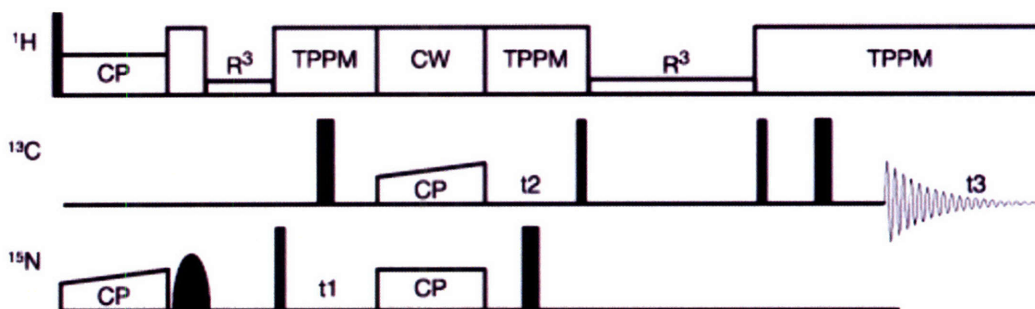 ¹H CP R³ TPPM CW TPPM R³ TPPM
¹³C CP t2 t3
¹⁵N CP t1 CP